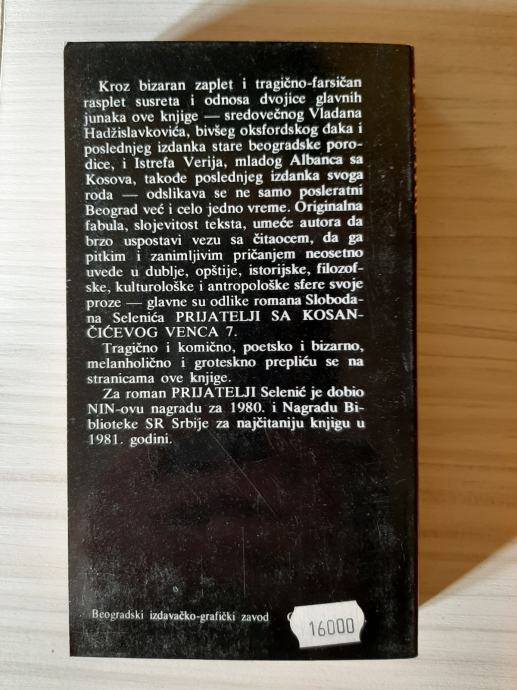 Kroz bizaran zaplet i tragično-farsičan
rasplet susreta i odnosa dvojice glavnih
junaka ove knjige — sredovečnog Vladana
Hadžislavkovića, bivšeg oksfordskog đaka i
poslednjeg izdanka stare beogradske poro-
dice, i Istrefa Verija, mladog Albanca sa
Kosova, takođe poslednjeg izdanka svoga
roda — odslikava se ne samo posleratni
Beograd već i celo jedno vreme. Originalna
fabula, slojevitost teksta, umeće autora da
brzo uspostavi vezu sa čitaocem, da ga
pitkim i zanimljivim pričanjem neosetno
uvede u dublje, opštije, istorijske, filozof-
ske, kulturološke i antropološke sfere svoje
proze — glavne su odlike romana Sloboda-
na Selenića PRIJATELJI SA KOSAN-
ČIĆEVOG VENCA 7.
Tragično i komično, poetsko i bizarno,
melanholično i groteskno prepliću se na
stranicama ove knjige.
Za roman PRIJATELJI Selenić je dobio
NIN-ovu nagradu za 1980. i Nagradu Bi-
blioteke SR Srbije za najčitaniju knjigu u
1981. godini.
Beogradski izdavačko-grafički zavod
16000